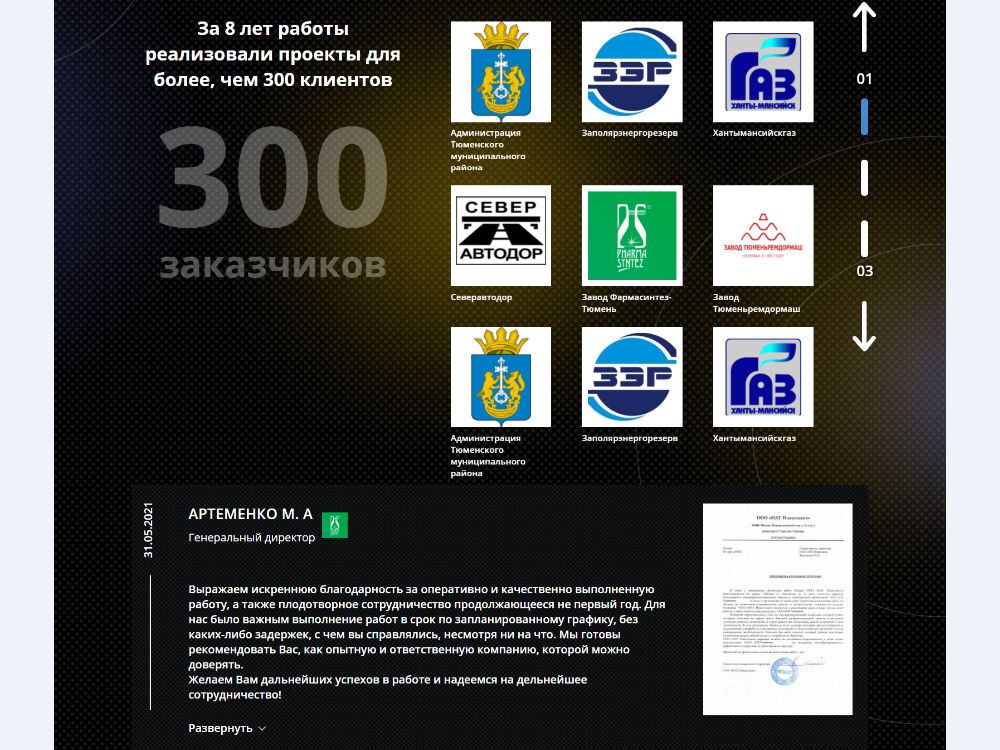 За 8 лет работы
реализовали проекты для
более, чем 300 клиентов
300
заказчиков
Администрация
Тюменского
муниципального
района
ЗЭР
Заполярэнергорезерв
ГАЗ
ХАНТЫ-МАНСИЙСК
Хантымансийскгаз
СЕВЕР
АВТОДОР
Северавтодор
PHARMA
SYNTEZ
Завод Фармасинтез-
Тюмень
ЗАВОД ТЮМЕНЬРЕМДОРМАШ
Завод
Тюменьремдормаш
Администрация
Тюменского
муниципального
района
ЗЭР
Заполярэнергорезерв
ГАЗ
ХАНТЫ-МАНСИЙСК
Хантымансийскгаз
01
03
31.05.2021
АРТЕМЕНКО М. А
Генеральный директор
Выражаем искреннюю благодарность за оперативно и качественно выполненную
работу, а также плодотворное сотрудничество продолжающееся не первый год. Для
нас было важным выполнение работ в срок по запланированному графику, без
каких-либо задержек, с чем вы справлялись, несмотря ни на что. Мы готовы
рекомендовать Вас, как опытную и ответственную компанию, которой можно
доверять.
Желаем Вам дальнейших успехов в работе и надеемся на дальнейшее
сотрудничество!
Развернуть